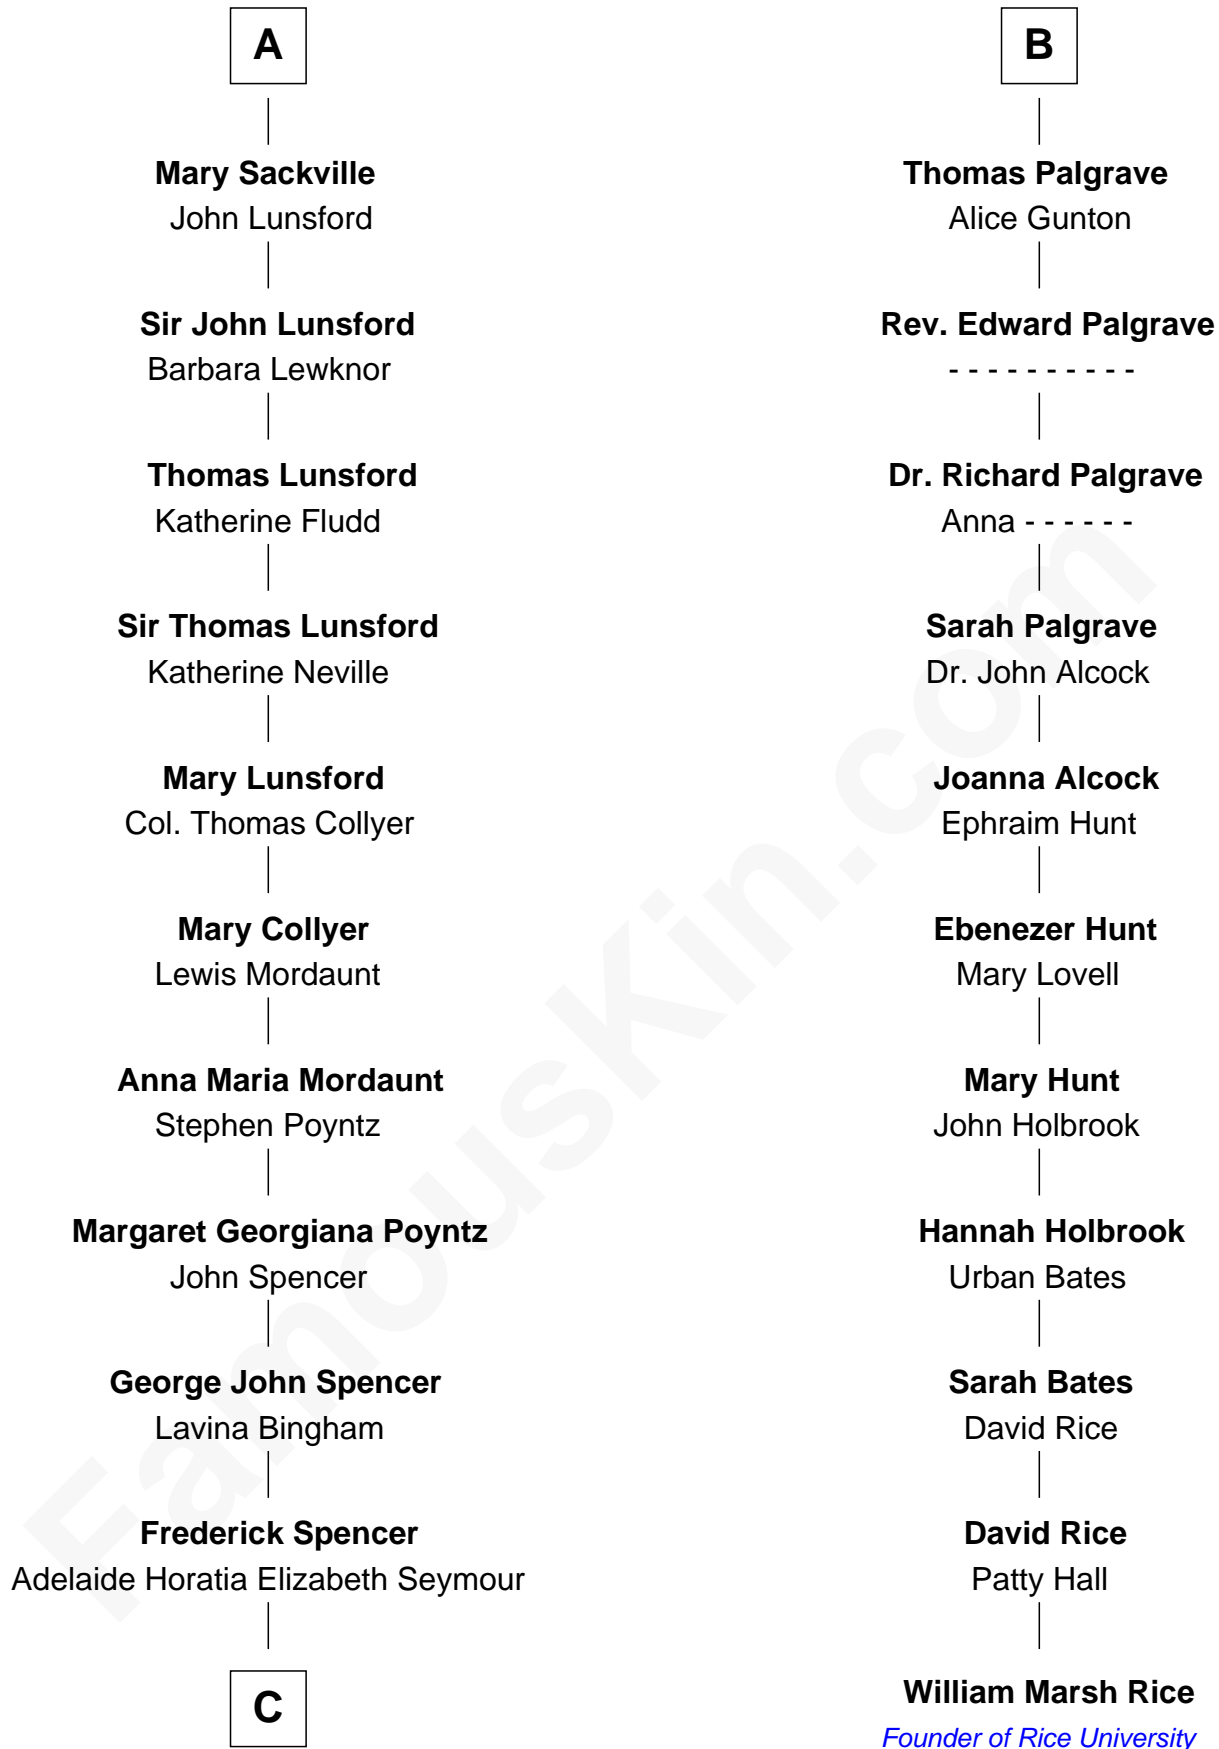 A
Mary Sackville
John Lunsford
Sir John Lunsford
Barbara Lewknor
Thomas Lunsford
Katherine Fludd
Sir Thomas Lunsford
Katherine Neville
Mary Lunsford
Col. Thomas Collyer
Mary Collyer
Lewis Mordaunt
Anna Maria Mordaunt
Stephen Poyntz
Margaret Georgiana Poyntz
John Spencer
George John Spencer
Lavina Bingham
Frederick Spencer
Adelaide Horatia Elizabeth Seymour
C
B
Thomas Palgrave
Alice Gunton
Rev. Edward Palgrave
- - - - - - - - - -
Dr. Richard Palgrave
Anna - - - - - -
Sarah Palgrave
Dr. John Alcock
Joanna Alcock
Ephraim Hunt
Ebenezer Hunt
Mary Lovell
Mary Hunt
John Holbrook
Hannah Holbrook
Urban Bates
Sarah Bates
David Rice
David Rice
Patty Hall
William Marsh Rice
Founder of Rice University
FamousKin.com